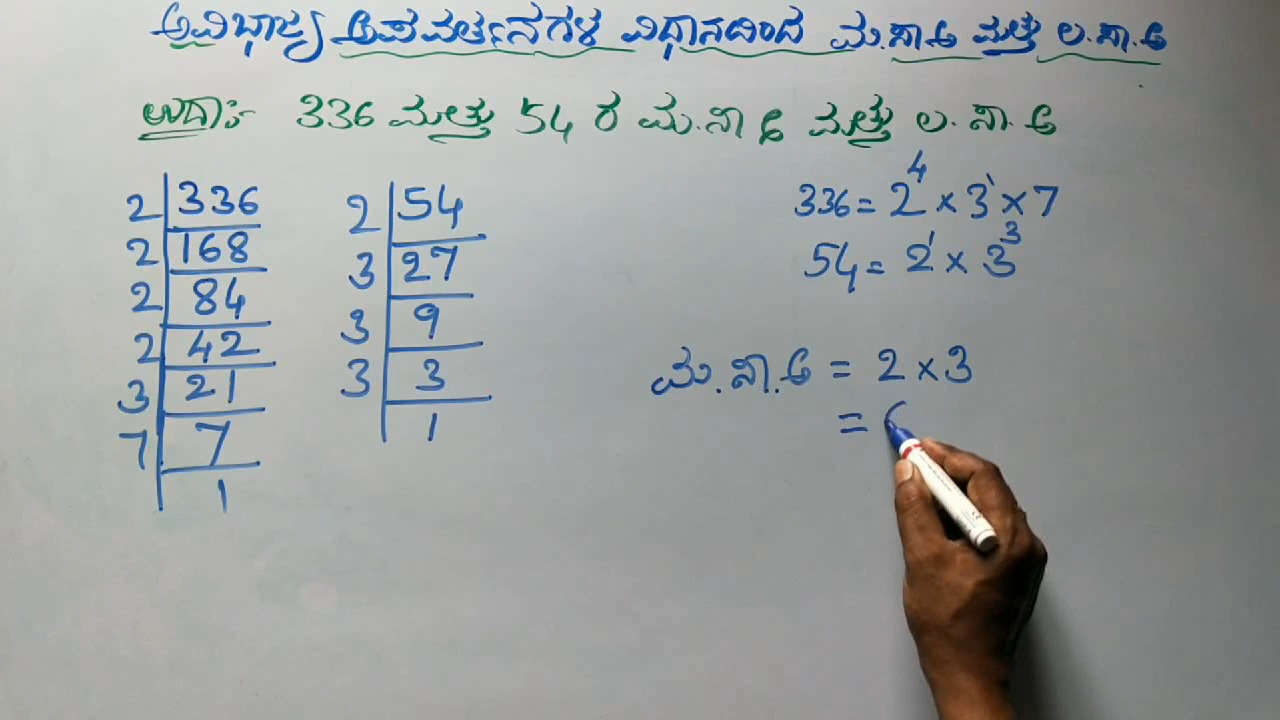 ಅವಿಭಾಜ್ಯ ಅಪವರ್ತನಗಳ ವಿಧಾನದಿಂದ ಮ.ಸಾ.ಅ ಮತ್ತು ಲ.ಸಾ.ಅ
ಉದಾ:- 336 ಮತ್ತು 54 ರ ಮ.ಸಾ.ಅ ಮತ್ತು ಲ.ಸಾ.ಅ
2 | 336
2 | 168
2 | 84
2 | 42
3 | 21
7 | 7
1
2 | 54
3 | 27
3 | 9
3 | 3
1
336 = 2⁴ × 3¹ × 7
54 = 2¹ × 3³
ಮ.ಸಾ.ಅ = 2 × 3
=